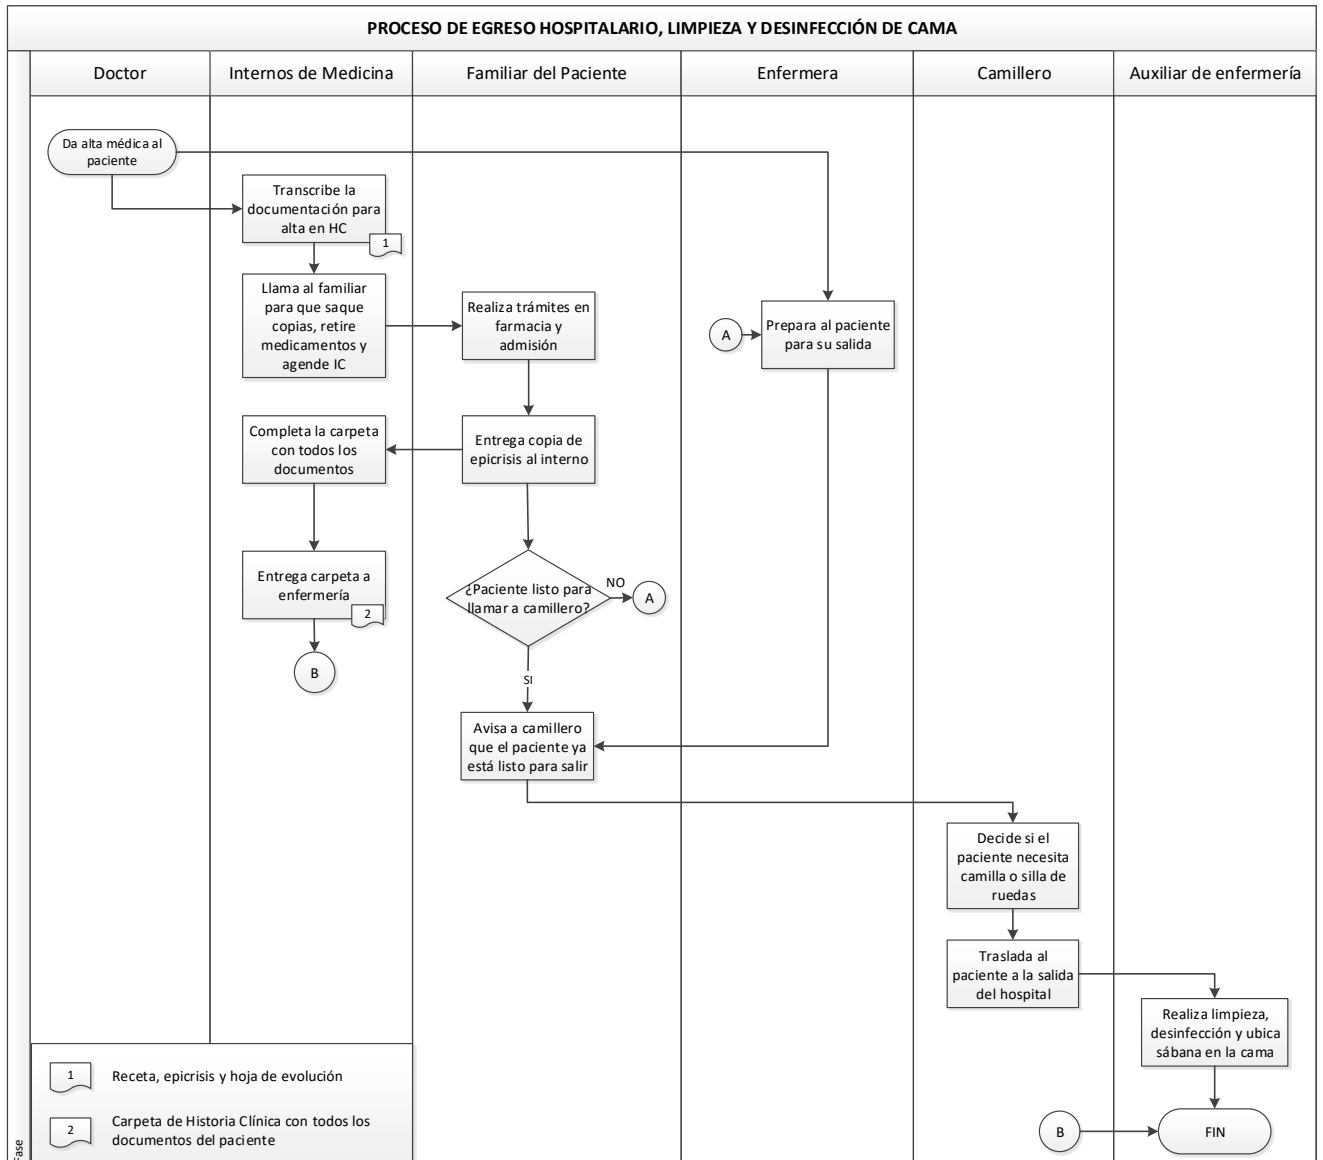 PROCESO DE EGRESO HOSPITALARIO, LIMPIEZA Y DESINFECCIÓN DE CAMA
Doctor
Internos de Medicina
Familiar del Paciente
Enfermera
Camillero
Auxiliar de enfermería
Da alta médica al
paciente
Transcribe la
documentación para
alta en HC
1
Llama al familiar
para que saque
copias, retire
medicamentos y
agende IC
Realiza trámites en
farmacia y
admisión
A
Prepara al paciente
para su salida
Completa la carpeta
con todos los
documentos
Entrega copia de
epicrisis al interno
Entrega carpeta a
enfermería
2
¿Paciente listo para
llamar a camillero?
NO
A
B
SI
Avisa a camillero
que el paciente ya
está listo para salir
Decide si el
paciente necesita
camilla o silla de
ruedas
Traslada al
paciente a la salida
del hospital
Realiza limpieza,
desinfección y ubica
sábana en la cama
1
Receta, epicrisis y hoja de evolución
2
Carpeta de Historia Clínica con todos los
documentos del paciente
B
FIN
Fase